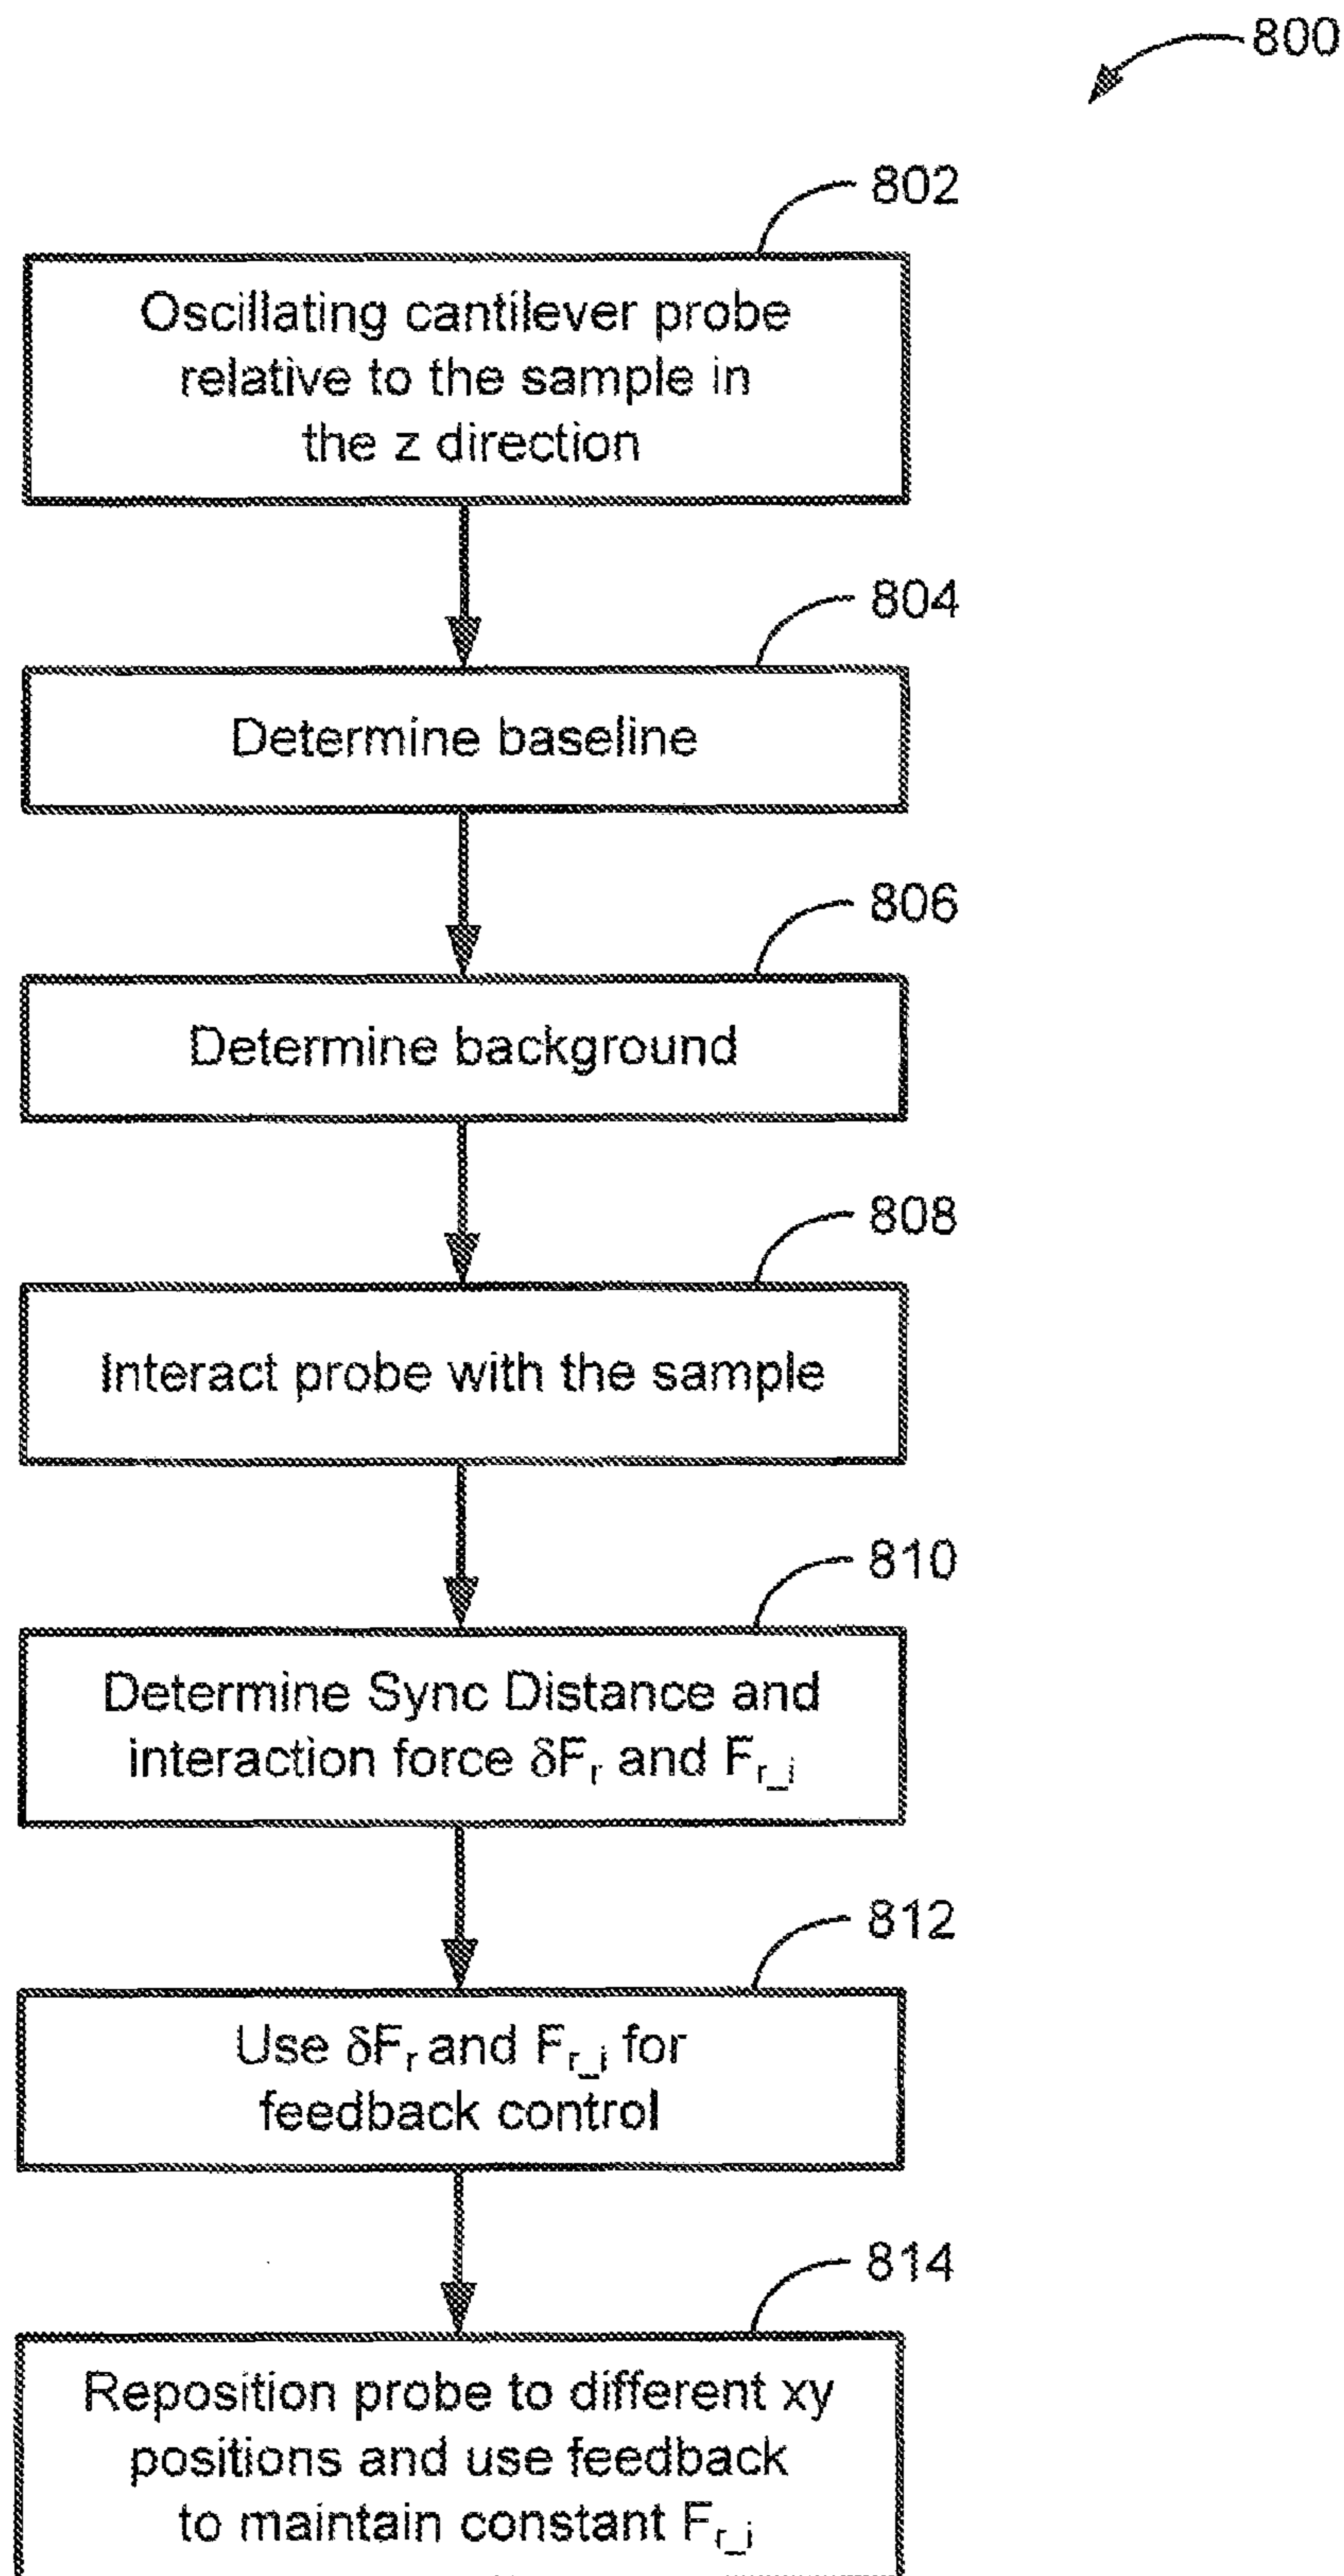 800
802
Oscillating cantilever probe
relative to the sample in
the z direction
804
Determine baseline
806
Determine background
808
Interact probe with the sample
810
Determine Sync Distance and
interaction force δFr and Fr_i
812
Use δFr and Fr_i for
feedback control
814
Reposition probe to different xy
positions and use feedback
to maintain constant Fr_i